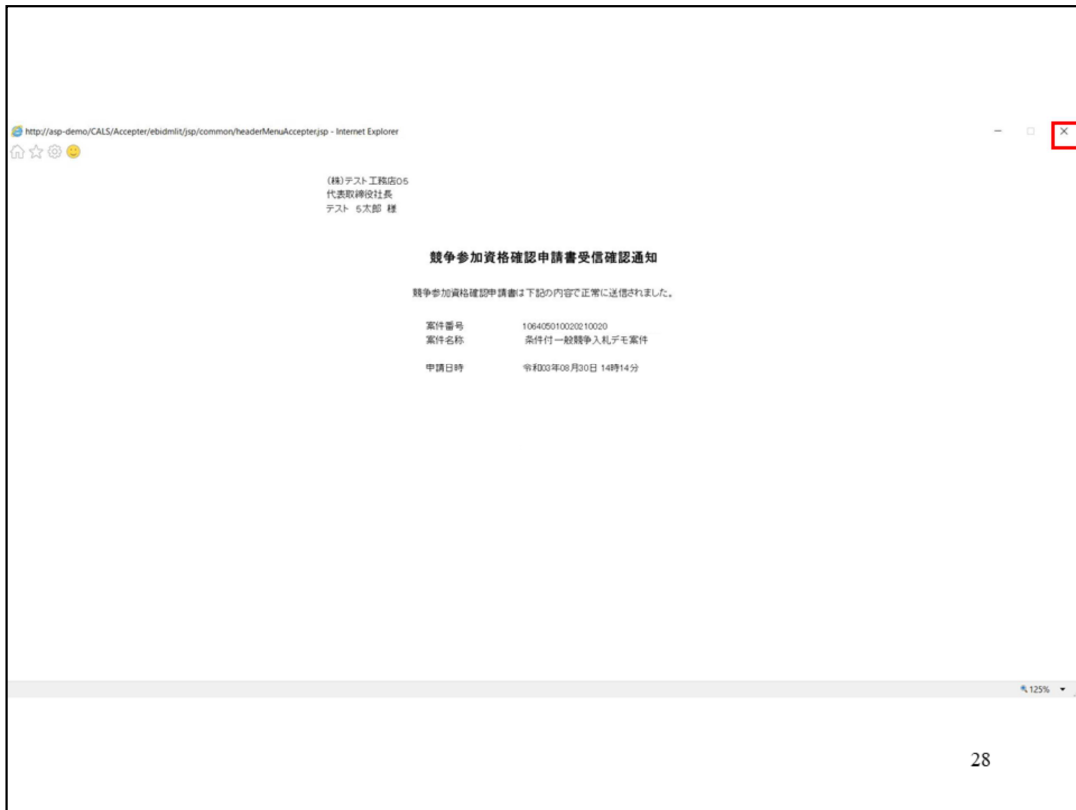 http://asp-demo/CALS/Accepter/ebidmlit/jsp/common/headerMenuAccepter.jsp - Internet Explorer
(株)テスト工務店05
代表取締役社長
テスト 5太郎 様
競争参加資格確認申請書受信確認通知
競争参加資格確認申請書は下記の内容で正常に送信されました。
案件番号 106405010020210020
案件名称 条件付一般競争入札デモ案件
申請日時 令和03年08月30日 14時14分
125%
28